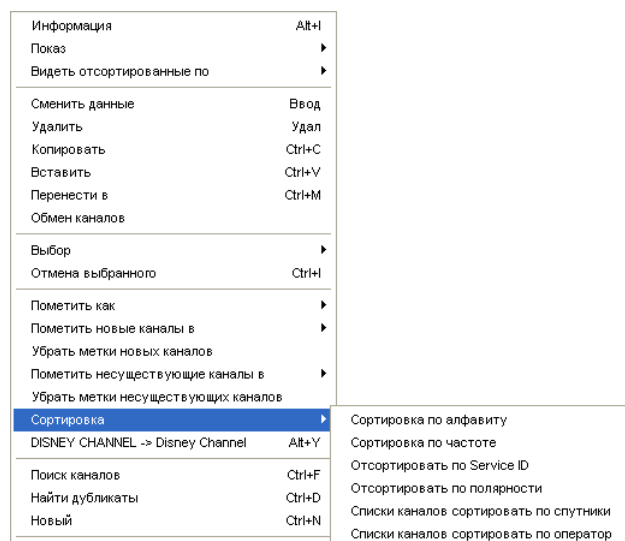 Информация Alt+I
Показ
Видеть отсортированные по
Сменить данные Ввод
Удалить Удал
Копировать Ctrl+C
Вставить Ctrl+V
Перенести в Ctrl+M
Обмен каналов
Выбор
Отмена выбранного Ctrl+I
Пометить как
Пометить новые каналы в
Убрать метки новых каналов
Пометить несуществующие каналы в
Убрать метки несуществующих каналов
Сортировка
DISNEY CHANNEL -> Disney Channel Alt+Y
Поиск каналов Ctrl+F
Найти дубликаты Ctrl+D
Новый Ctrl+N
Сортировка по алфавиту
Сортировка по частоте
Отсортировать по Service ID
Отсортировать по полярности
Списки каналов сортировать по спутники
Списки каналов сортировать по оператор